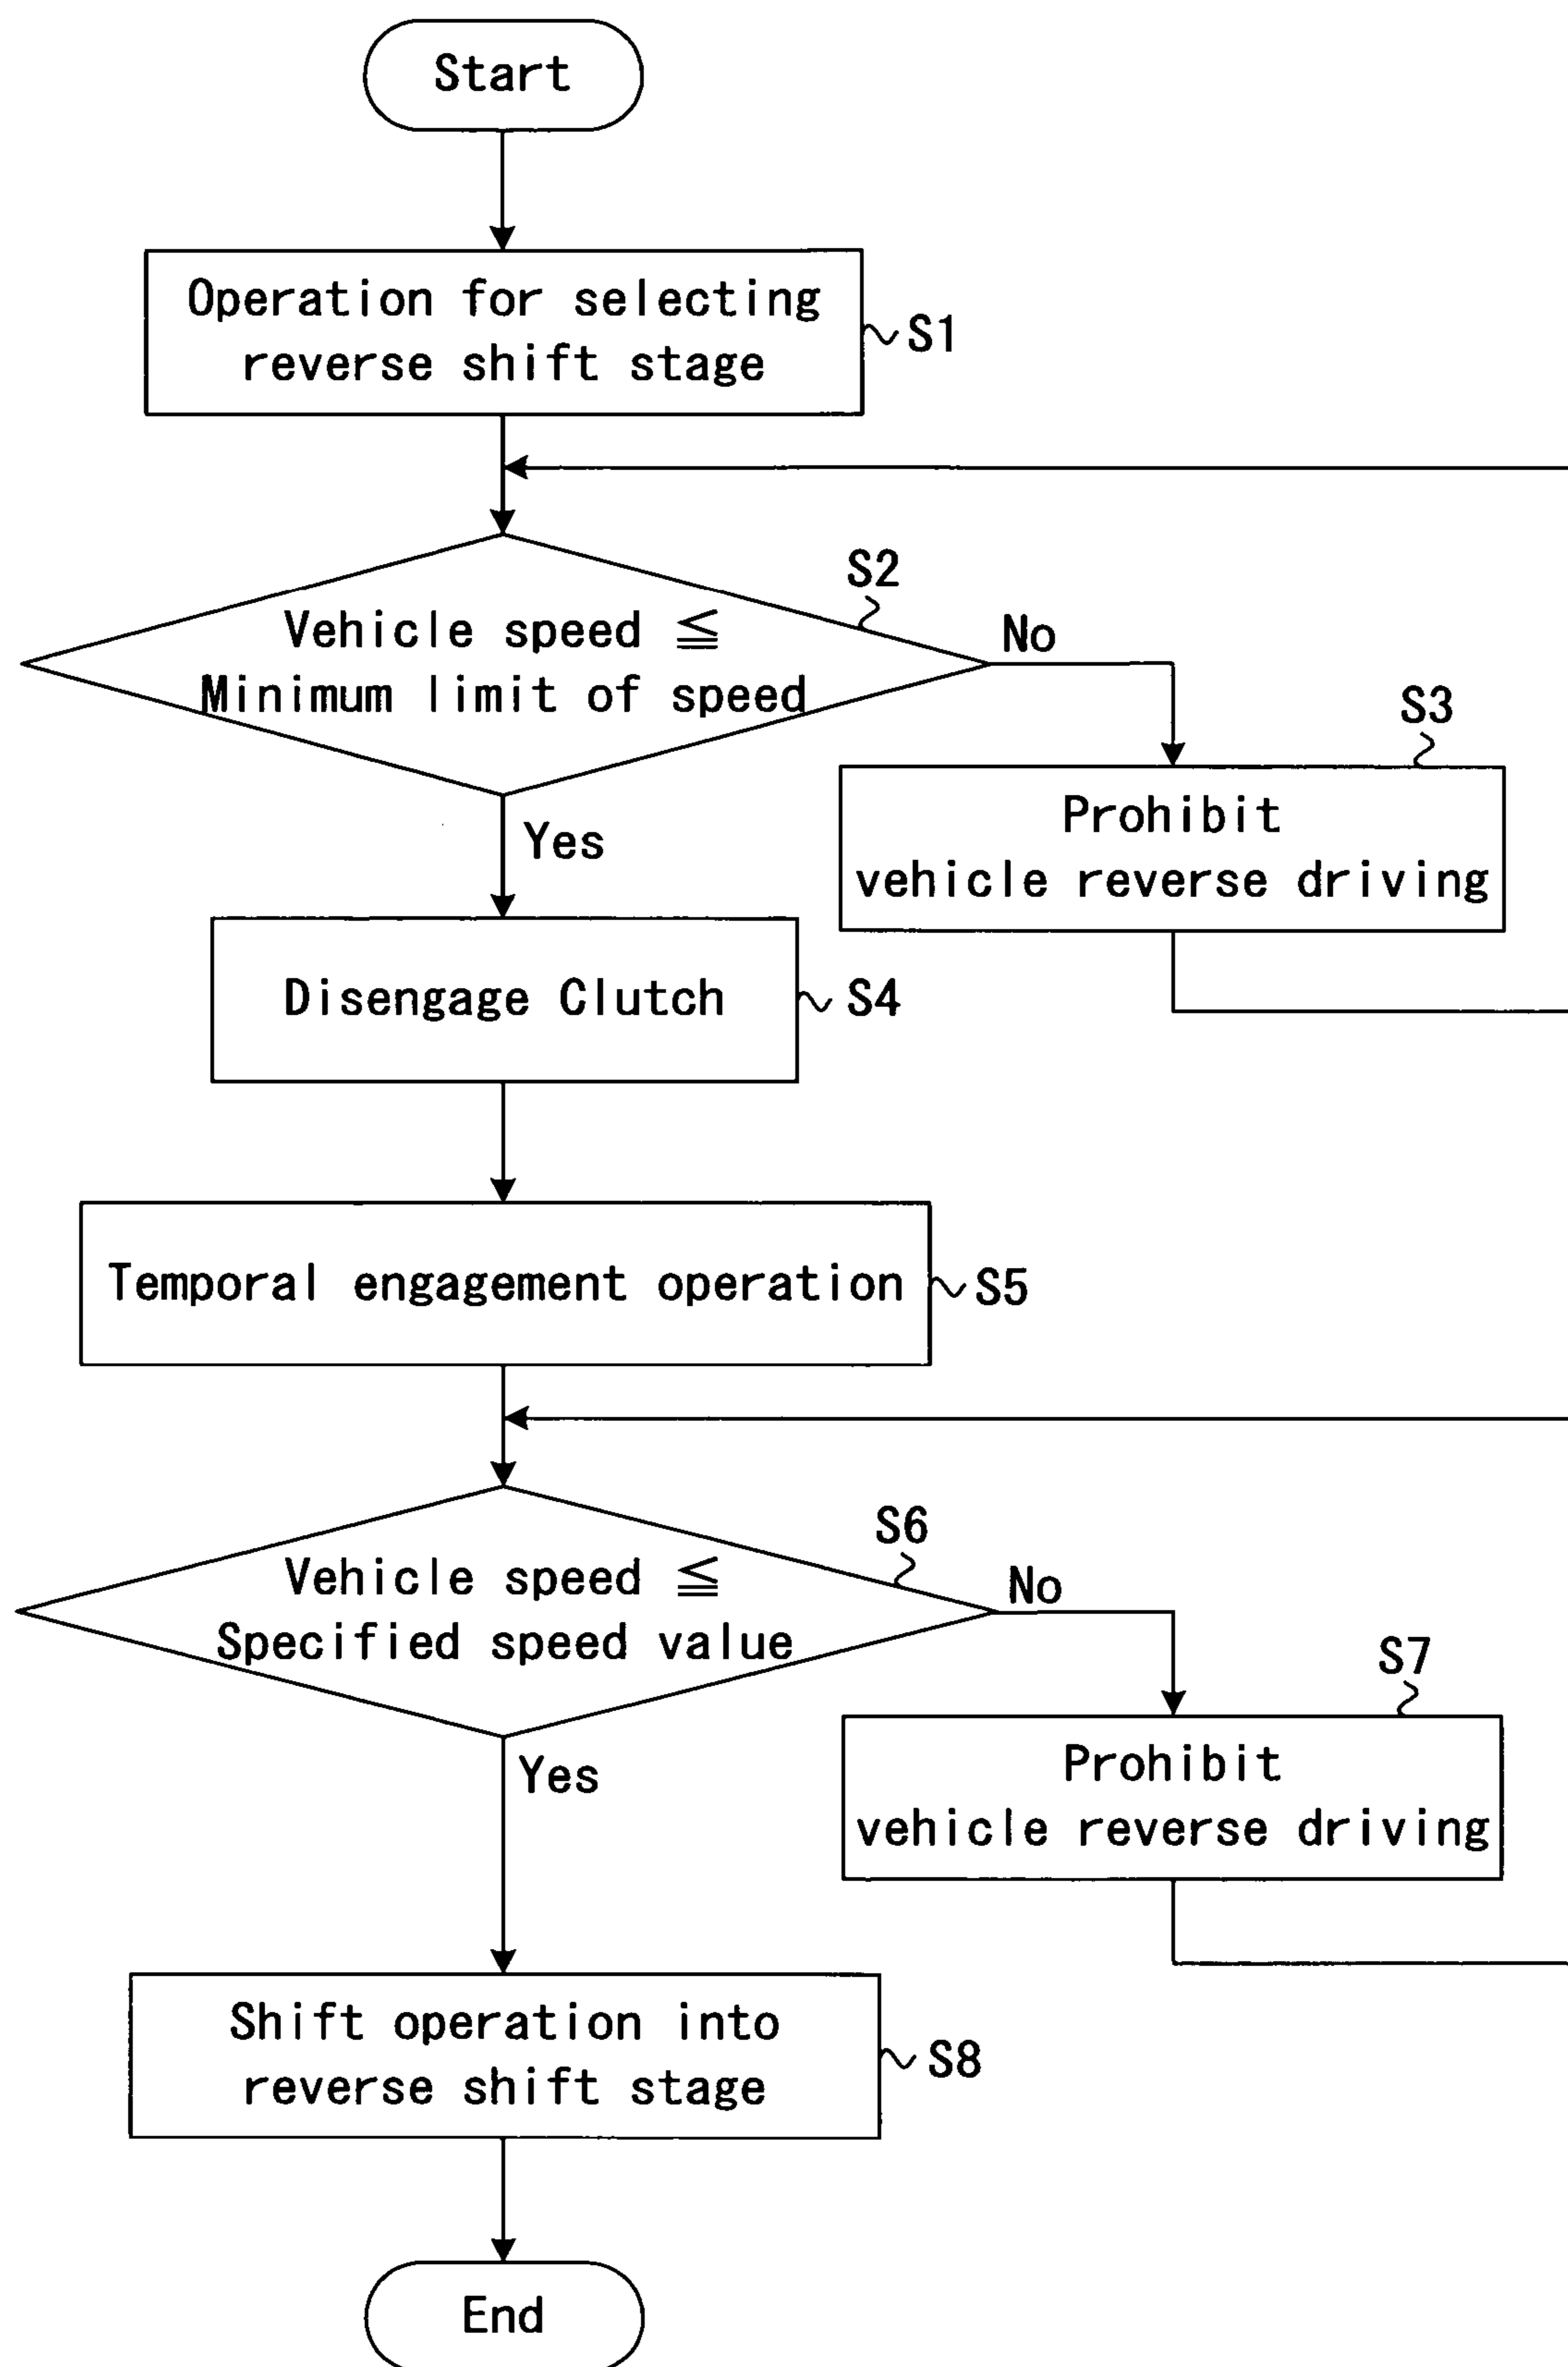 Start
Operation for selecting
reverse shift stage
S1
S2
Vehicle speed ≦
Minimum limit of speed
No
Yes
S3
Prohibit
vehicle reverse driving
Disengage Clutch
S4
Temporal engagement operation
S5
S6
Vehicle speed ≦
Specified speed value
No
Yes
S7
Prohibit
vehicle reverse driving
Shift operation into
reverse shift stage
S8
End